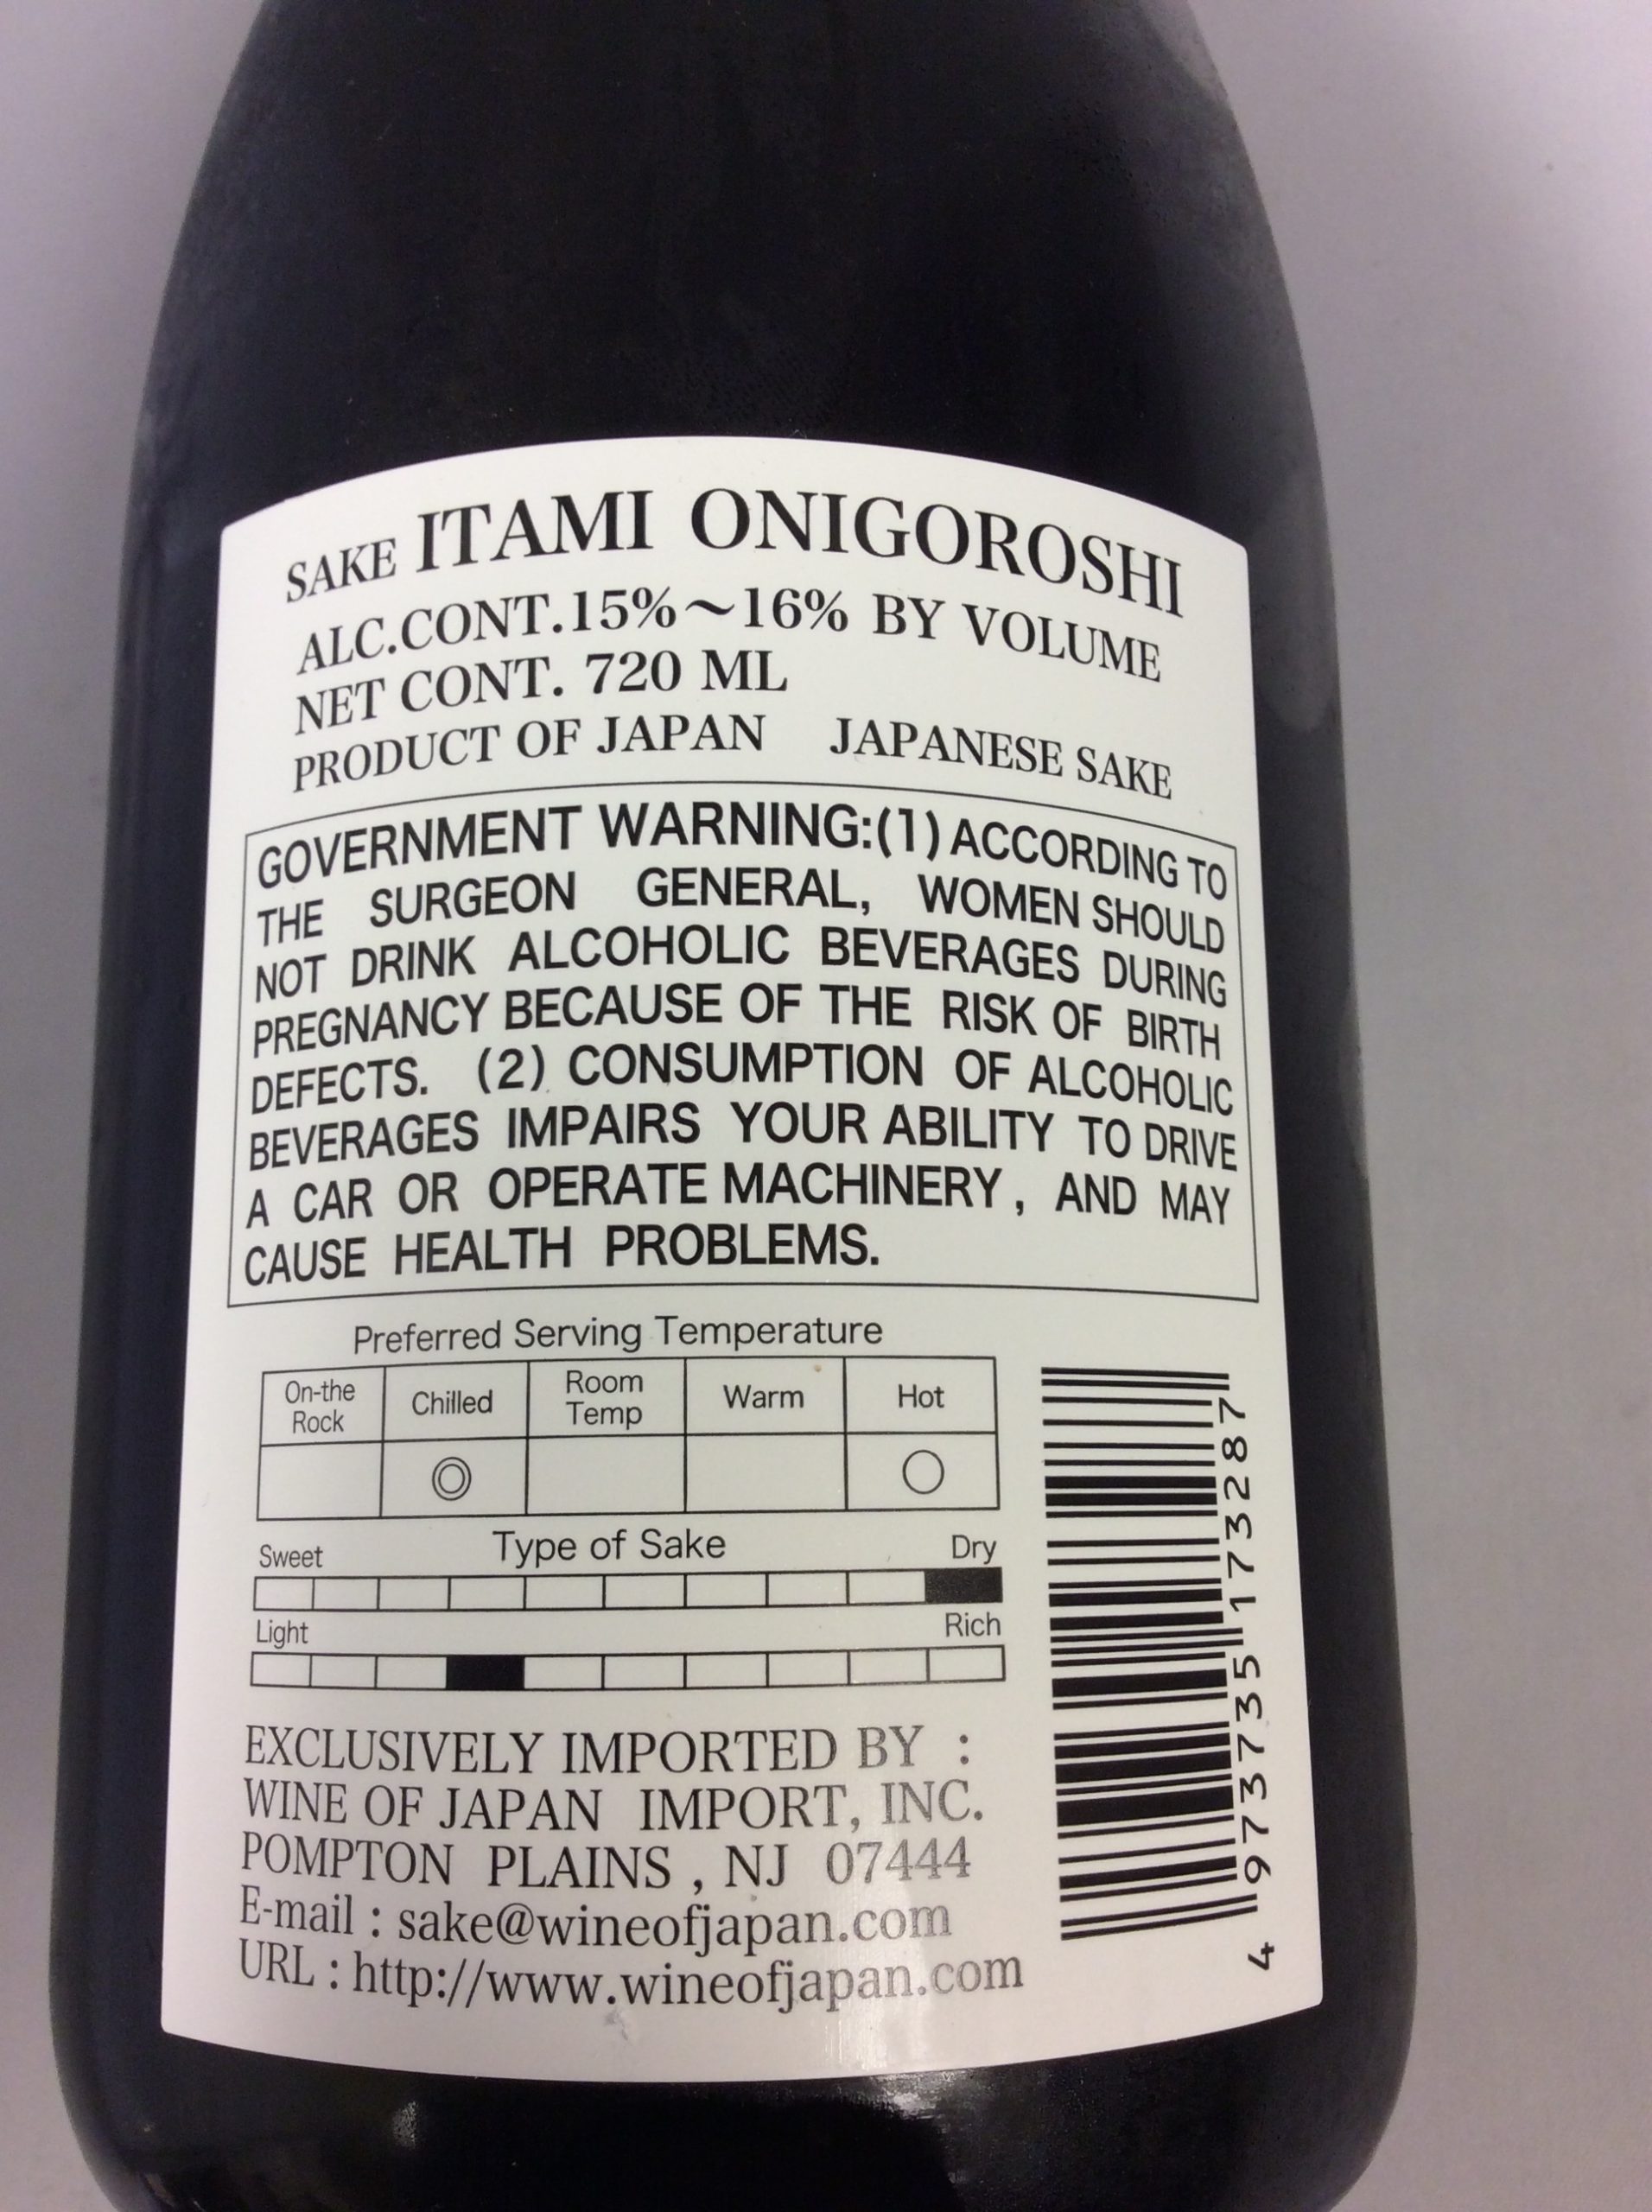 SAKE ITAMI ONIGOROSHI
ALC.CONT.15%～16% BY VOLUME
NET CONT. 720 ML
PRODUCT OF JAPAN JAPANESE SAKE
GOVERNMENT WARNING:(1) ACCORDING TO
THE SURGEON GENERAL, WOMEN SHOULD
NOT DRINK ALCOHOLIC BEVERAGES DURING
PREGNANCY BECAUSE OF THE RISK OF BIRTH
DEFECTS. (2) CONSUMPTION OF ALCOHOLIC
BEVERAGES IMPAIRS YOUR ABILITY TO DRIVE
A CAR OR OPERATE MACHINERY, AND MAY
CAUSE HEALTH PROBLEMS.
Preferred Serving Temperature
On-the Rock Chilled Room Temp Warm Hot
◎ ○
Type of Sake
Sweet Dry
Light Rich
EXCLUSIVELY IMPORTED BY :
WINE OF JAPAN IMPORT, INC.
POMPTON PLAINS , NJ 07444
E-mail : sake@wineofjapan.com
URL : http://www.wineofjapan.com
4 973735 173287